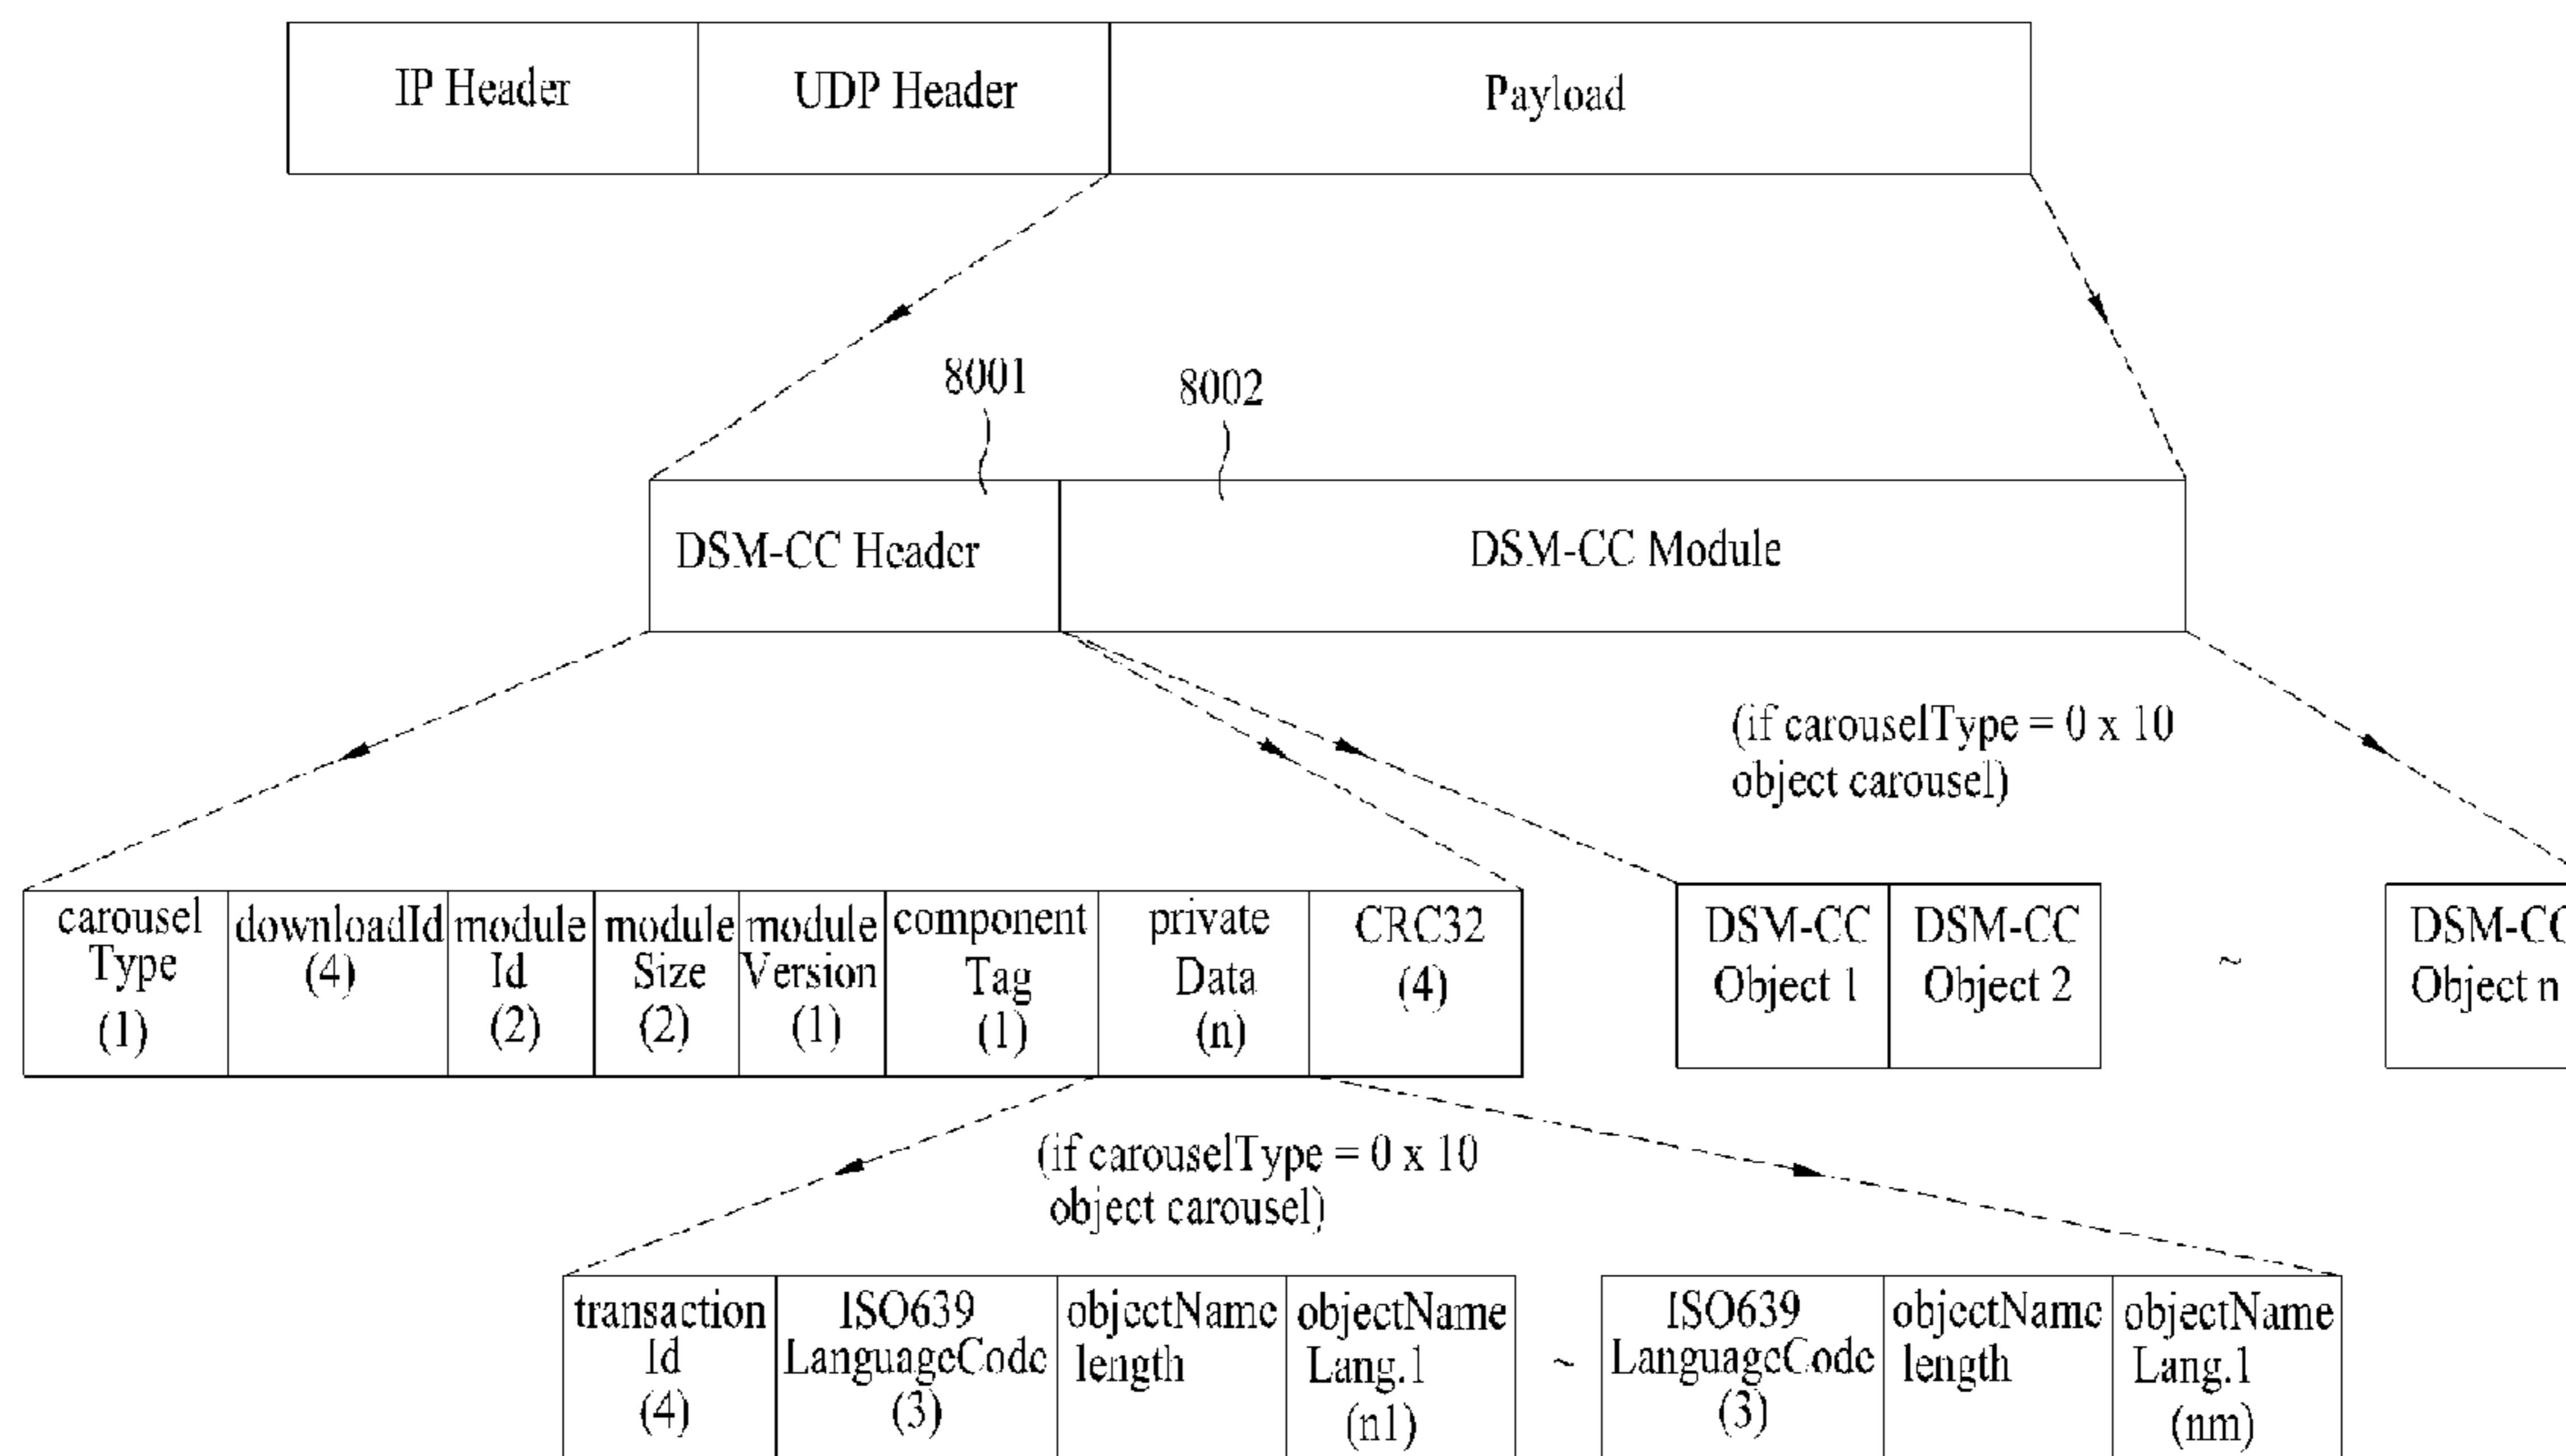 IP Header
UDP Header
Payload
8001
8002
DSM-CC Header
DSM-CC Module
(if carouselType = 0 x 10
object carousel)
carousel
Type
(1)
downloadId
(4)
module
Id
(2)
module
Size
(2)
module
Version
(1)
component
Tag
(1)
private
Data
(n)
CRC32
(4)
DSM-CC
Object 1
DSM-CC
Object 2
~
DSM-CC
Object n
(if carouselType = 0 x 10
object carousel)
transaction
Id
(4)
ISO639
LanguageCode
(3)
objectName
length
objectName
Lang.1
(n1)
~
ISO639
LanguageCode
(3)
objectName
length
objectName
Lang.1
(nm)